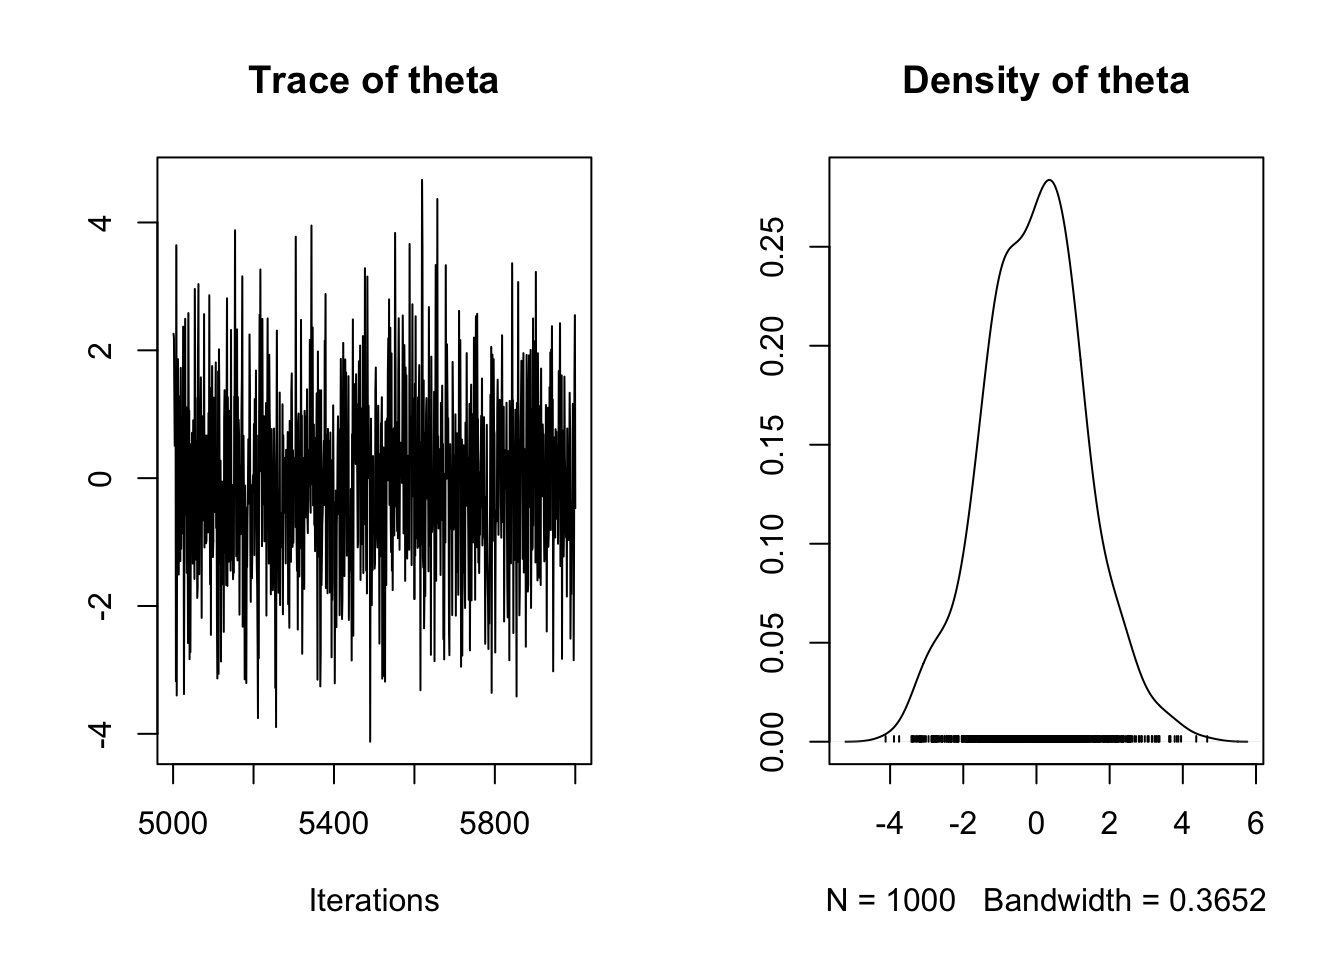 Trace of theta
4
2
0
-2
-4
5000 5400 5800
Iterations
Density of theta
0.25
0.20
0.15
0.10
0.05
0.00
-4 -2 0 2 4 6
N = 1000 Bandwidth = 0.3652